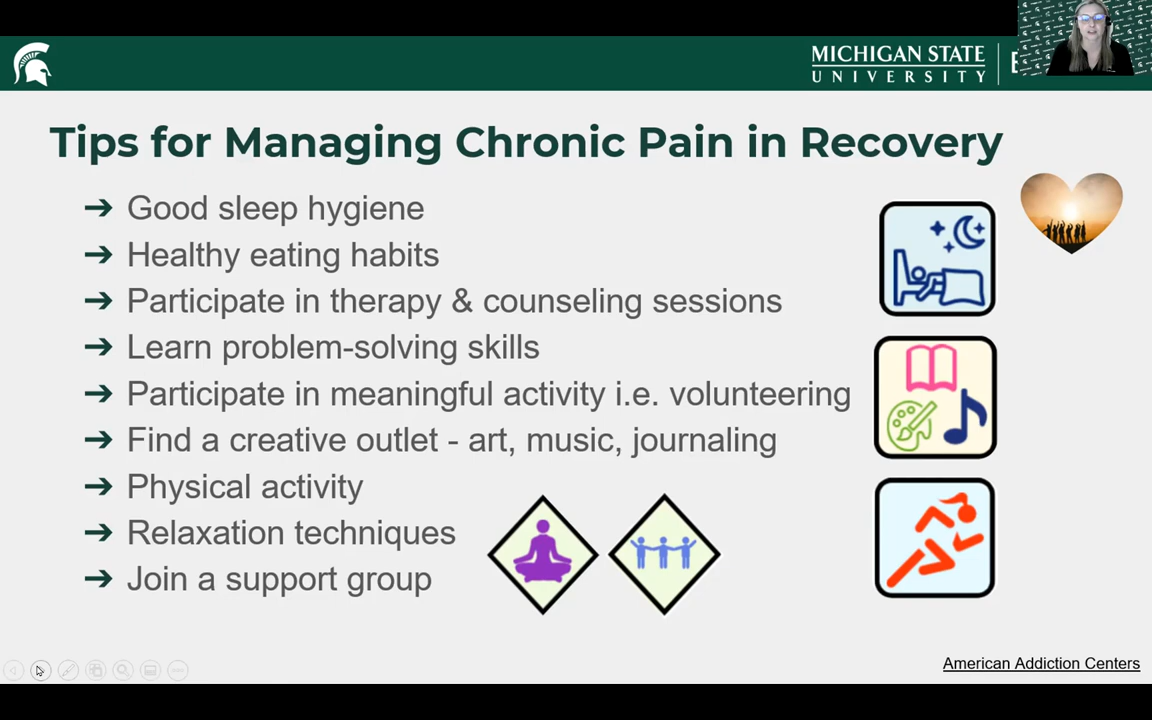 MICHIGAN STATE
UNIVERSITY
Tips for Managing Chronic Pain in Recovery
➔ Good sleep hygiene
➔ Healthy eating habits
➔ Participate in therapy & counseling sessions
➔ Learn problem-solving skills
➔ Participate in meaningful activity i.e. volunteering
➔ Find a creative outlet - art, music, journaling
➔ Physical activity
➔ Relaxation techniques
➔ Join a support group
American Addiction Centers